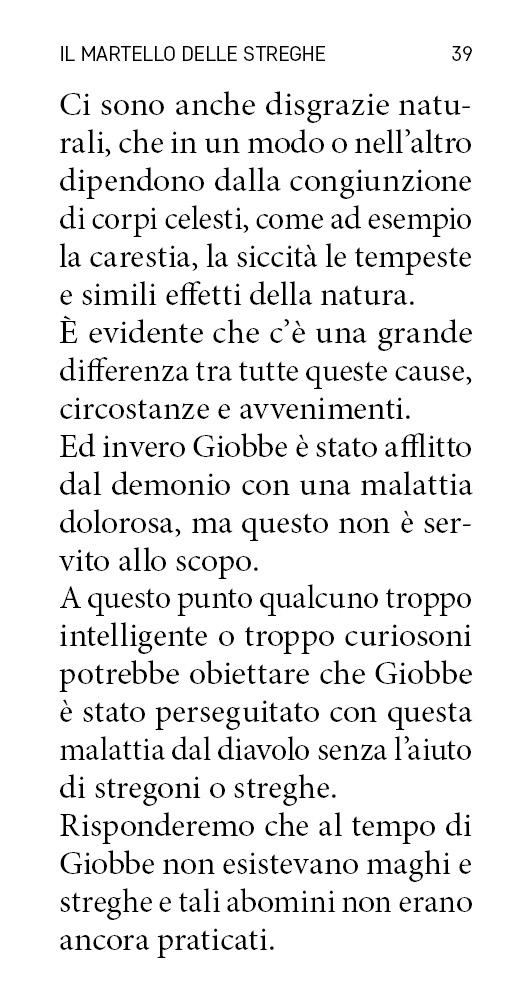 IL MARTELLO DELLE STREGHE 39
Ci sono anche disgrazie natu-
rali, che in un modo o nell’altro
dipendono dalla congiunzione
di corpi celesti, come ad esempio
la carestia, la siccità le tempeste
e simili effetti della natura.
È evidente che c’è una grande
differenza tra tutte queste cause,
circostanze e avvenimenti.
Ed invero Giobbe è stato afflitto
dal demonio con una malattia
dolorosa, ma questo non è ser-
vito allo scopo.
A questo punto qualcuno troppo
intelligente o troppo curiosoni
potrebbe obiettare che Giobbe
è stato perseguitato con questa
malattia dal diavolo senza l’aiuto
di stregoni o streghe.
Risponderemo che al tempo di
Giobbe non esistevano maghi e
streghe e tali abomini non erano
ancora praticati.